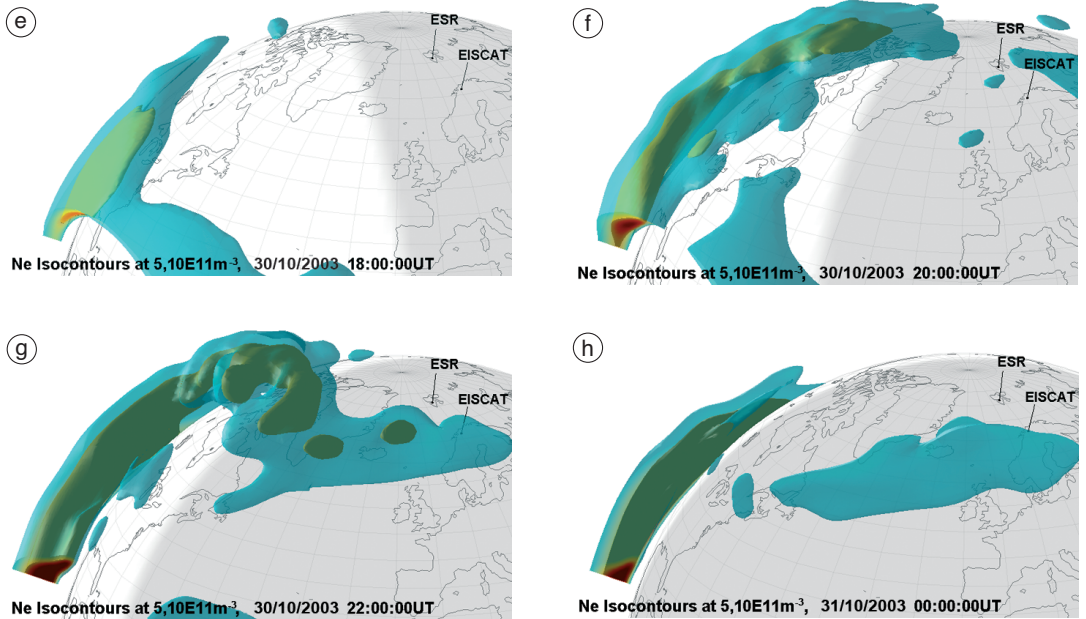 e
ESR
EISCAT
Ne Isocontours at 5,10E11m⁻³, 30/10/2003 18:00:00UT
f
ESR
EISCAT
Ne Isocontours at 5,10E11m⁻³, 30/10/2003 20:00:00UT
g
ESR
EISCAT
Ne Isocontours at 5,10E11m⁻³, 30/10/2003 22:00:00UT
h
ESR
EISCAT
Ne Isocontours at 5,10E11m⁻³, 31/10/2003 00:00:00UT